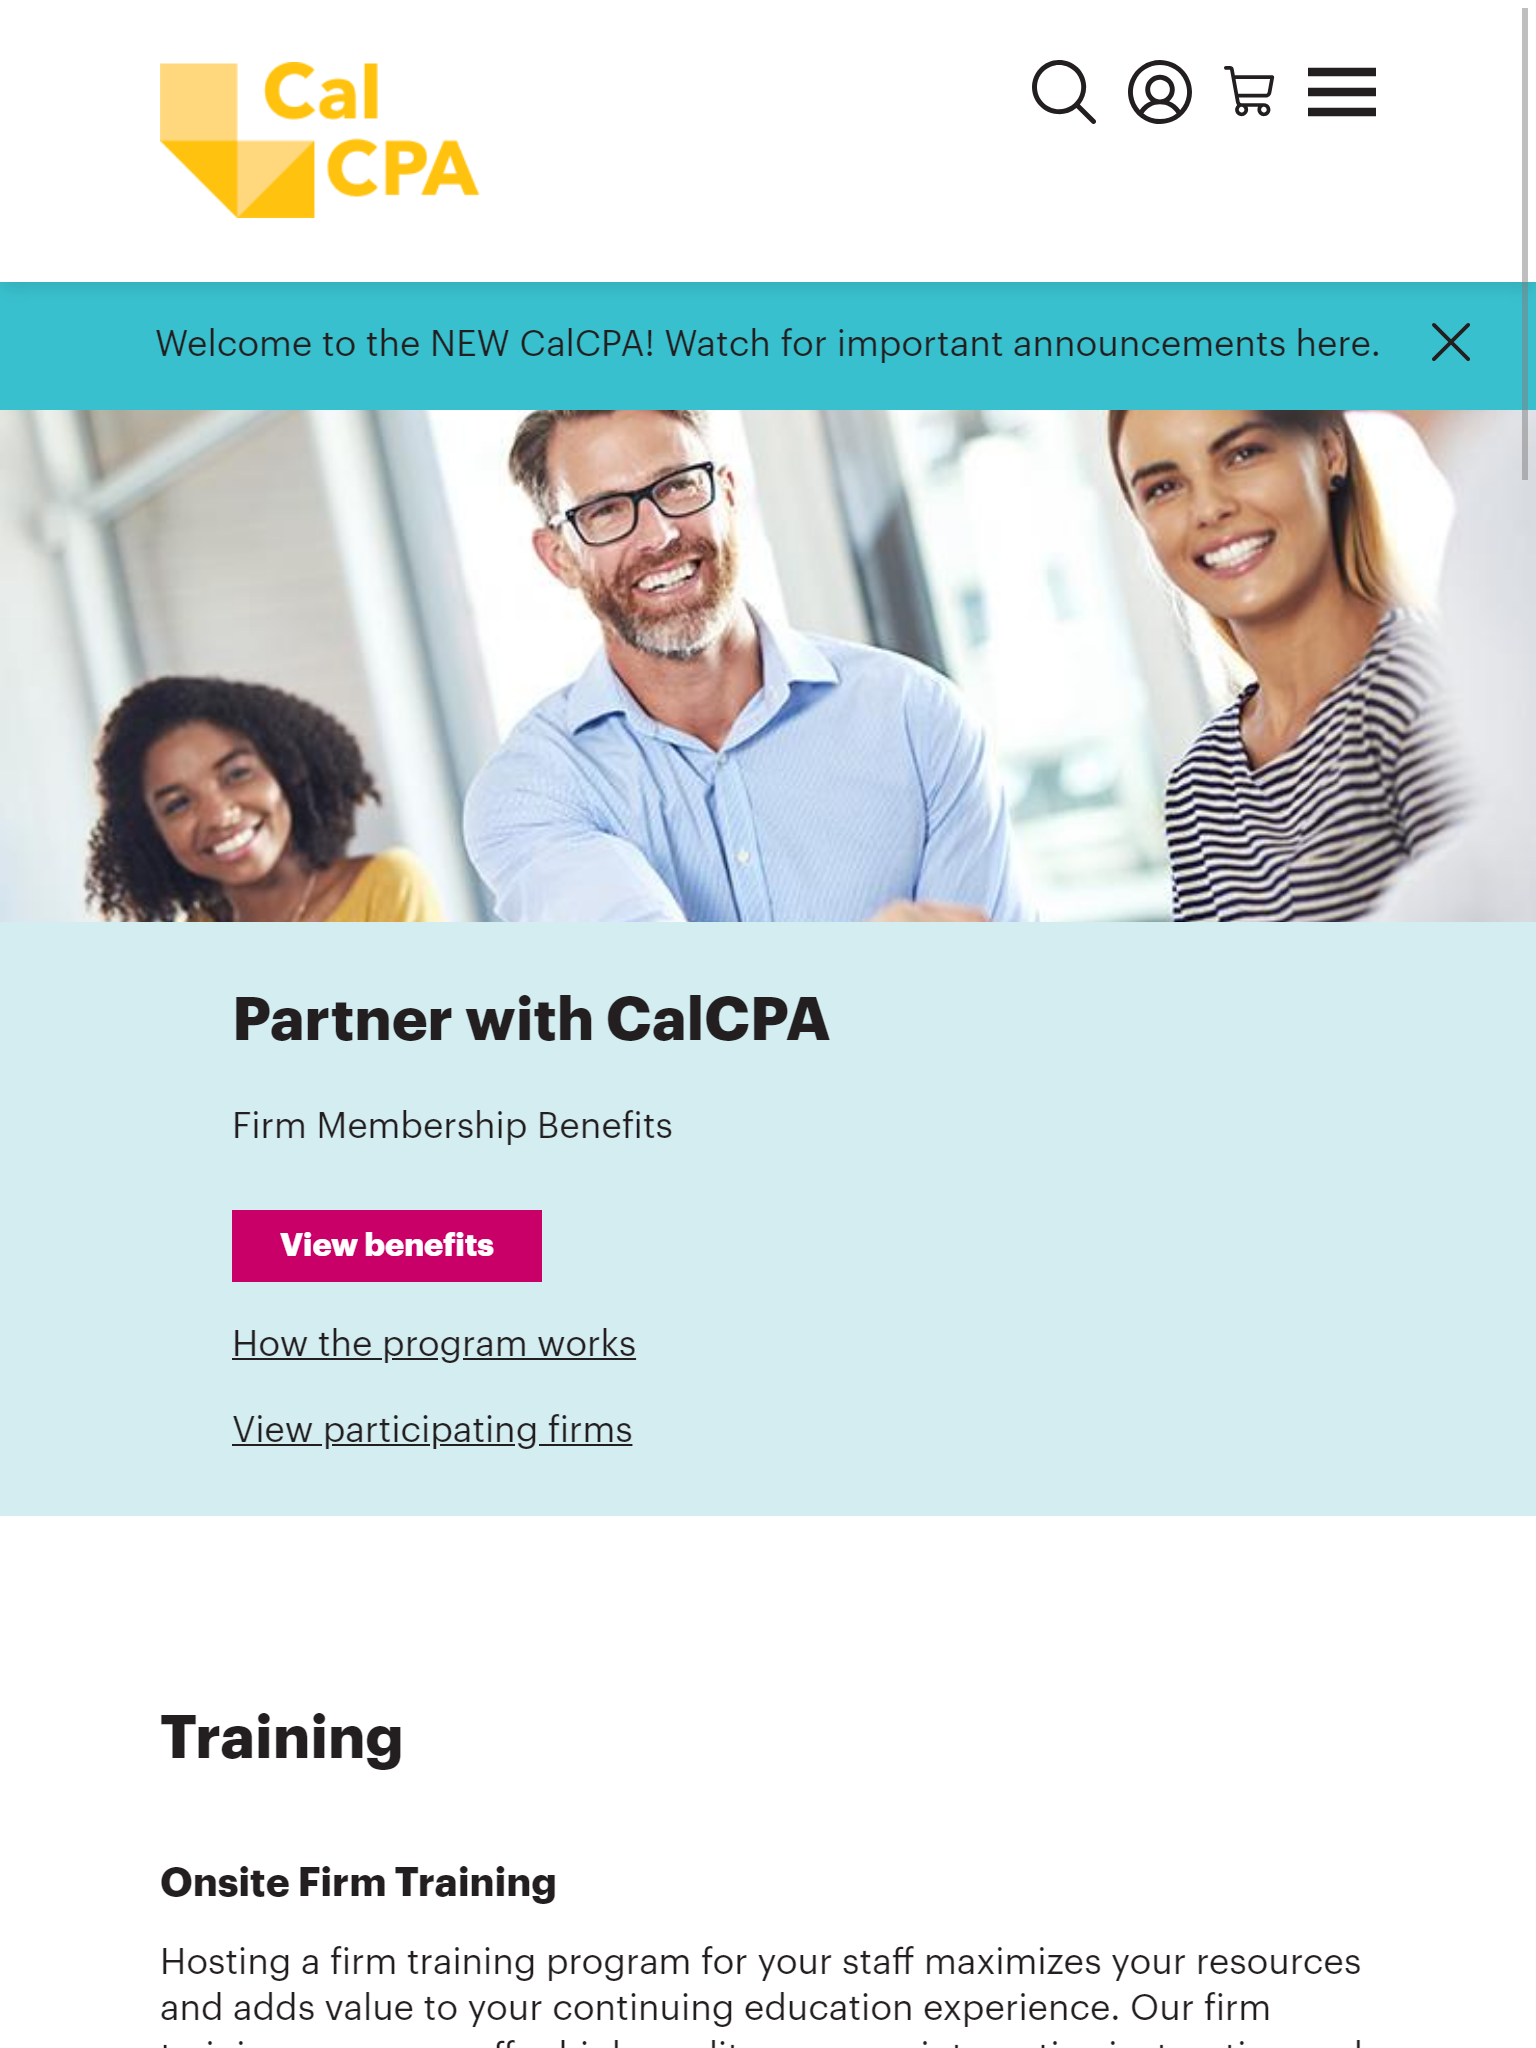 Cal
CPA
Welcome to the NEW CalCPA! Watch for important announcements here.
Partner with CalCPA
Firm Membership Benefits
View benefits
How the program works
View participating firms
Training
Onsite Firm Training
Hosting a firm training program for your staff maximizes your resources
and adds value to your continuing education experience. Our firm